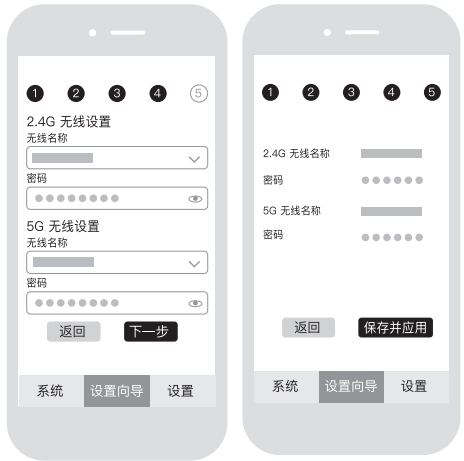 1 2 3 4 5
2.4G 无线设置
无线名称
密码
5G 无线设置
无线名称
密码
返回 下一步
系统 设置向导 设置
1 2 3 4 5
2.4G 无线名称
密码
5G 无线名称
密码
返回 保存并应用
系统 设置向导 设置